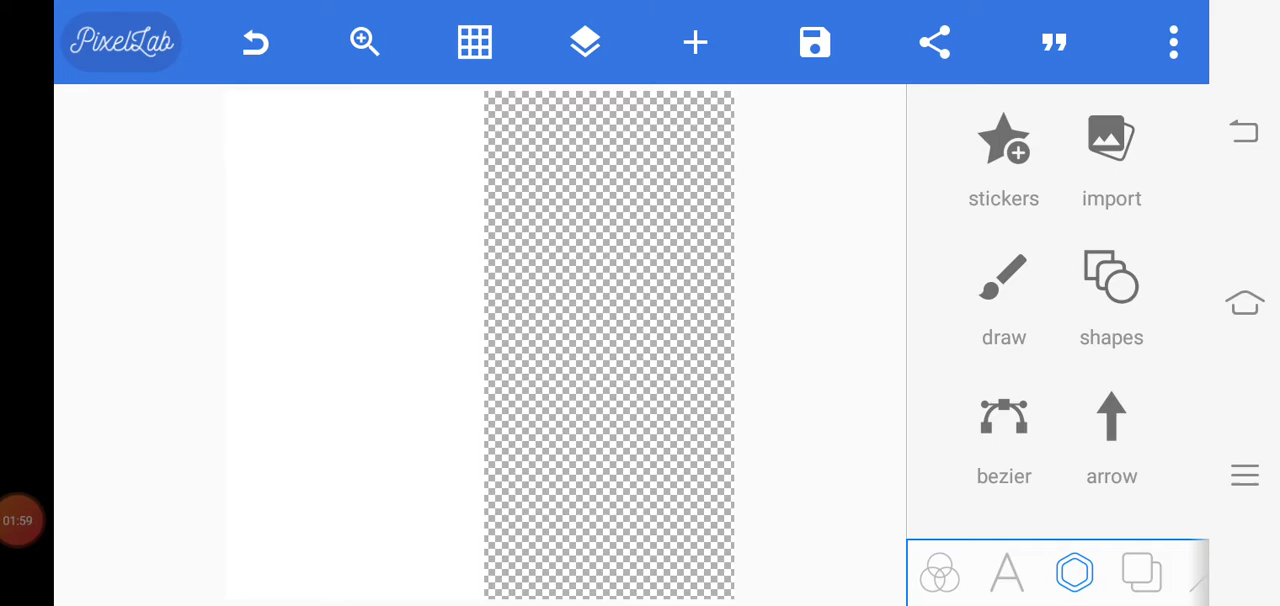 PixelLab
stickers
import
draw
shapes
bezier
arrow
01:59